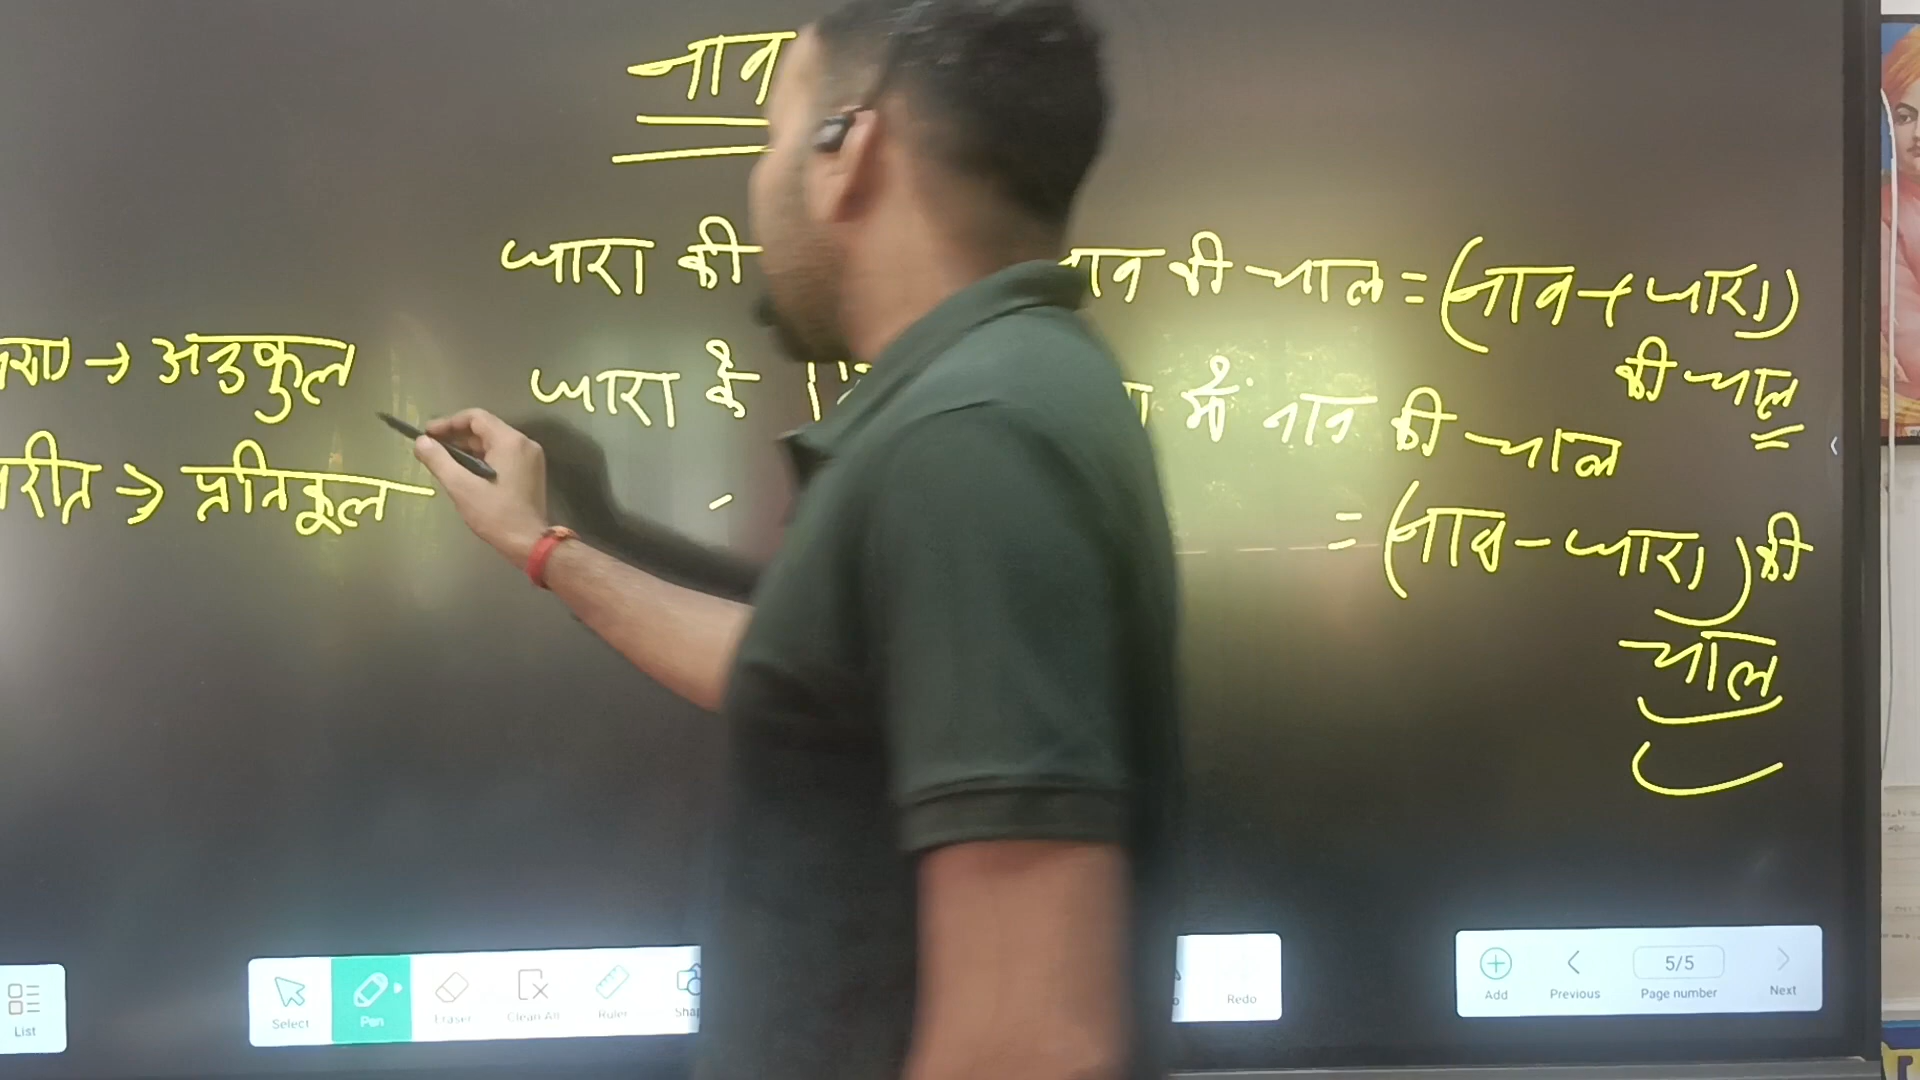 नाव
धारा की नाव की चाल = (नाव + धारा)
की चाल
→ अनुकूल
धारा के में नाव की चाल
→ प्रतिकूल
= (नाव - धारा) की
चाल
List
Select Pen Eraser Clean All Ruler Redo
Add Previous 5/5 Page number Next